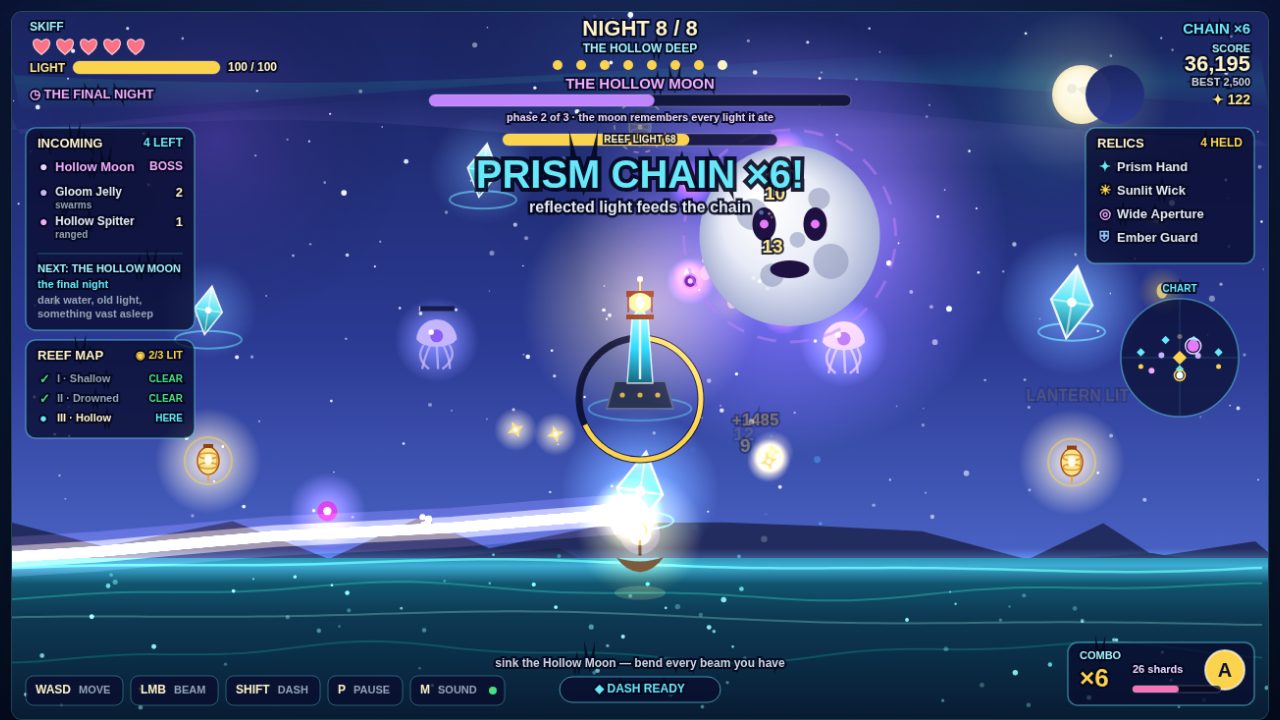 SKIFF
LIGHT 100 / 100
◷ THE FINAL NIGHT
NIGHT 8 / 8
THE HOLLOW DEEP
THE HOLLOW MOON
phase 2 of 3 · the moon remembers every light it ate
REEF LIGHT 68
PRISM CHAIN ×6!
reflected light feeds the chain
CHAIN ×6
SCORE
36,195
BEST 2,500
✦ 122
INCOMING 4 LEFT
Hollow Moon BOSS
Gloom Jelly 2
swarms
Hollow Spitter 1
ranged
NEXT: THE HOLLOW MOON
the final night
dark water, old light,
something vast asleep
REEF MAP ◉ 2/3 LIT
✓ I · Shallow CLEAR
✓ II · Drowned CLEAR
● III · Hollow HERE
RELICS 4 HELD
Prism Hand
Sunlit Wick
Wide Aperture
Ember Guard
CHART
10
13
LANTERN LIT
+1485
12
9
sink the Hollow Moon — bend every beam you have
WASD MOVE
LMB BEAM
SHIFT DASH
P PAUSE
M SOUND
◆ DASH READY
COMBO
×6
26 shards
A